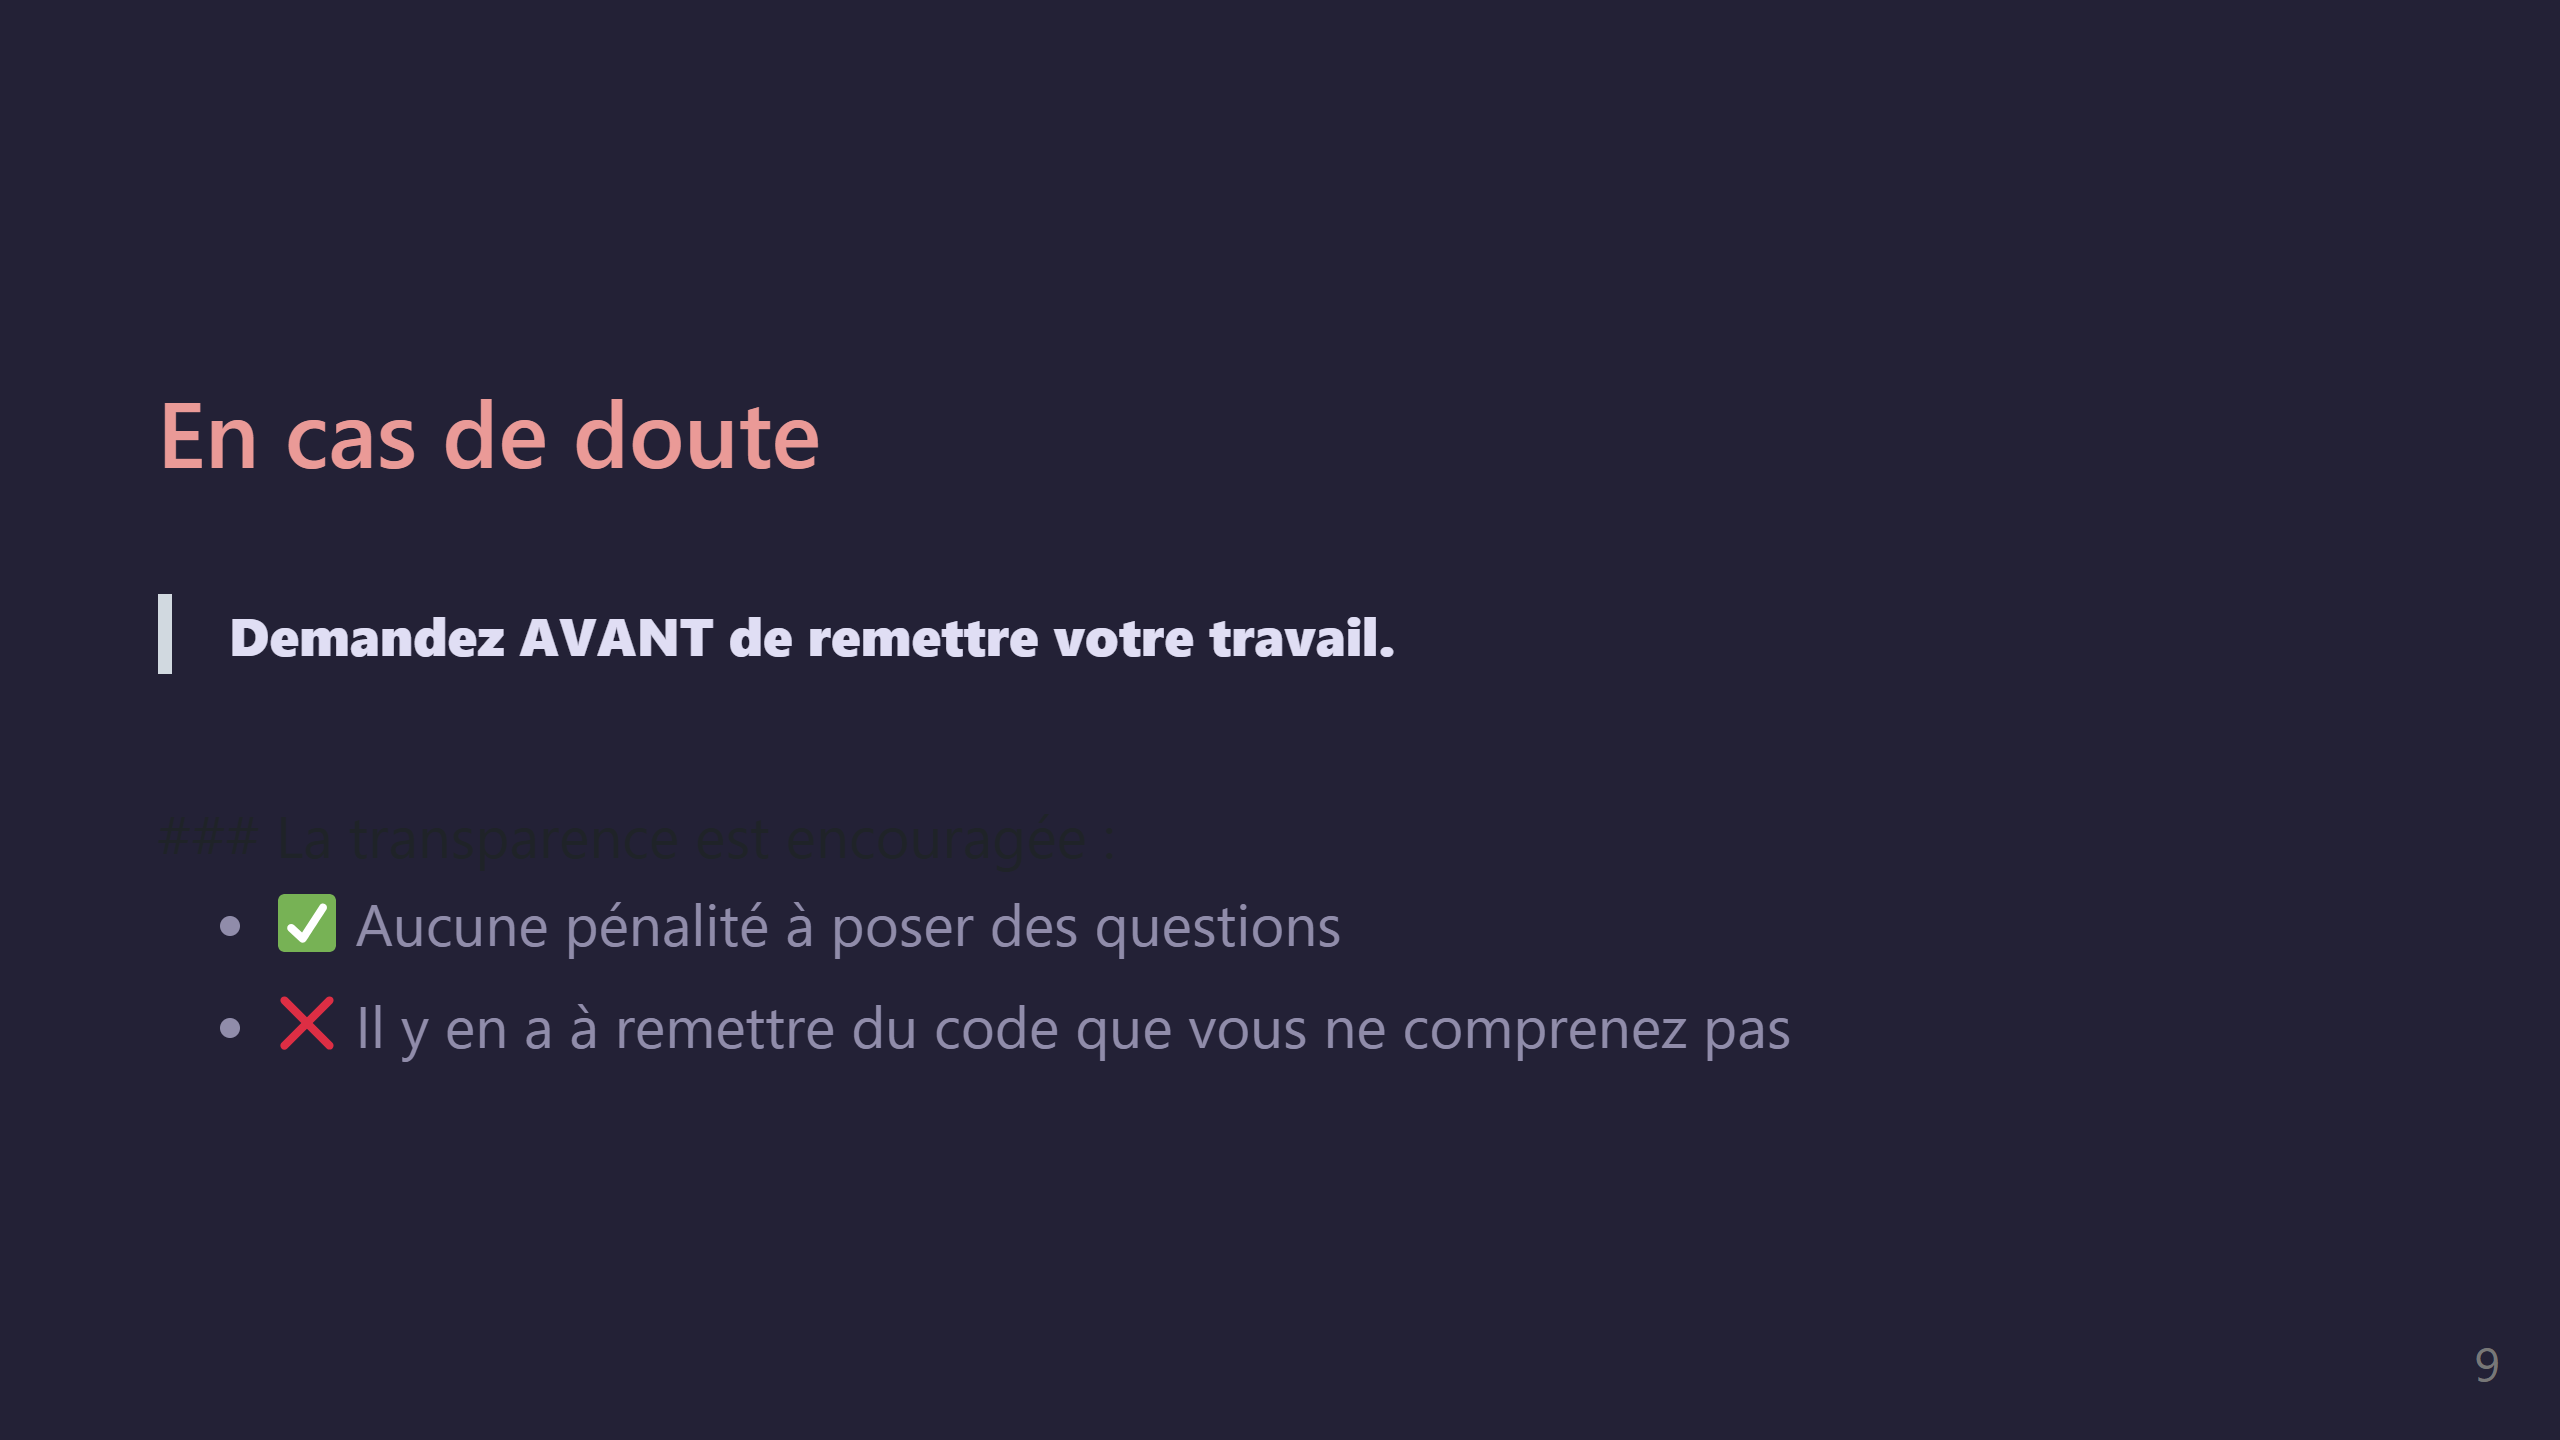 En cas de doute
Demandez AVANT de remettre votre travail.
### La transparence est encouragée :
• ✅ Aucune pénalité à poser des questions
• ❌ Il y en a à remettre du code que vous ne comprenez pas
9